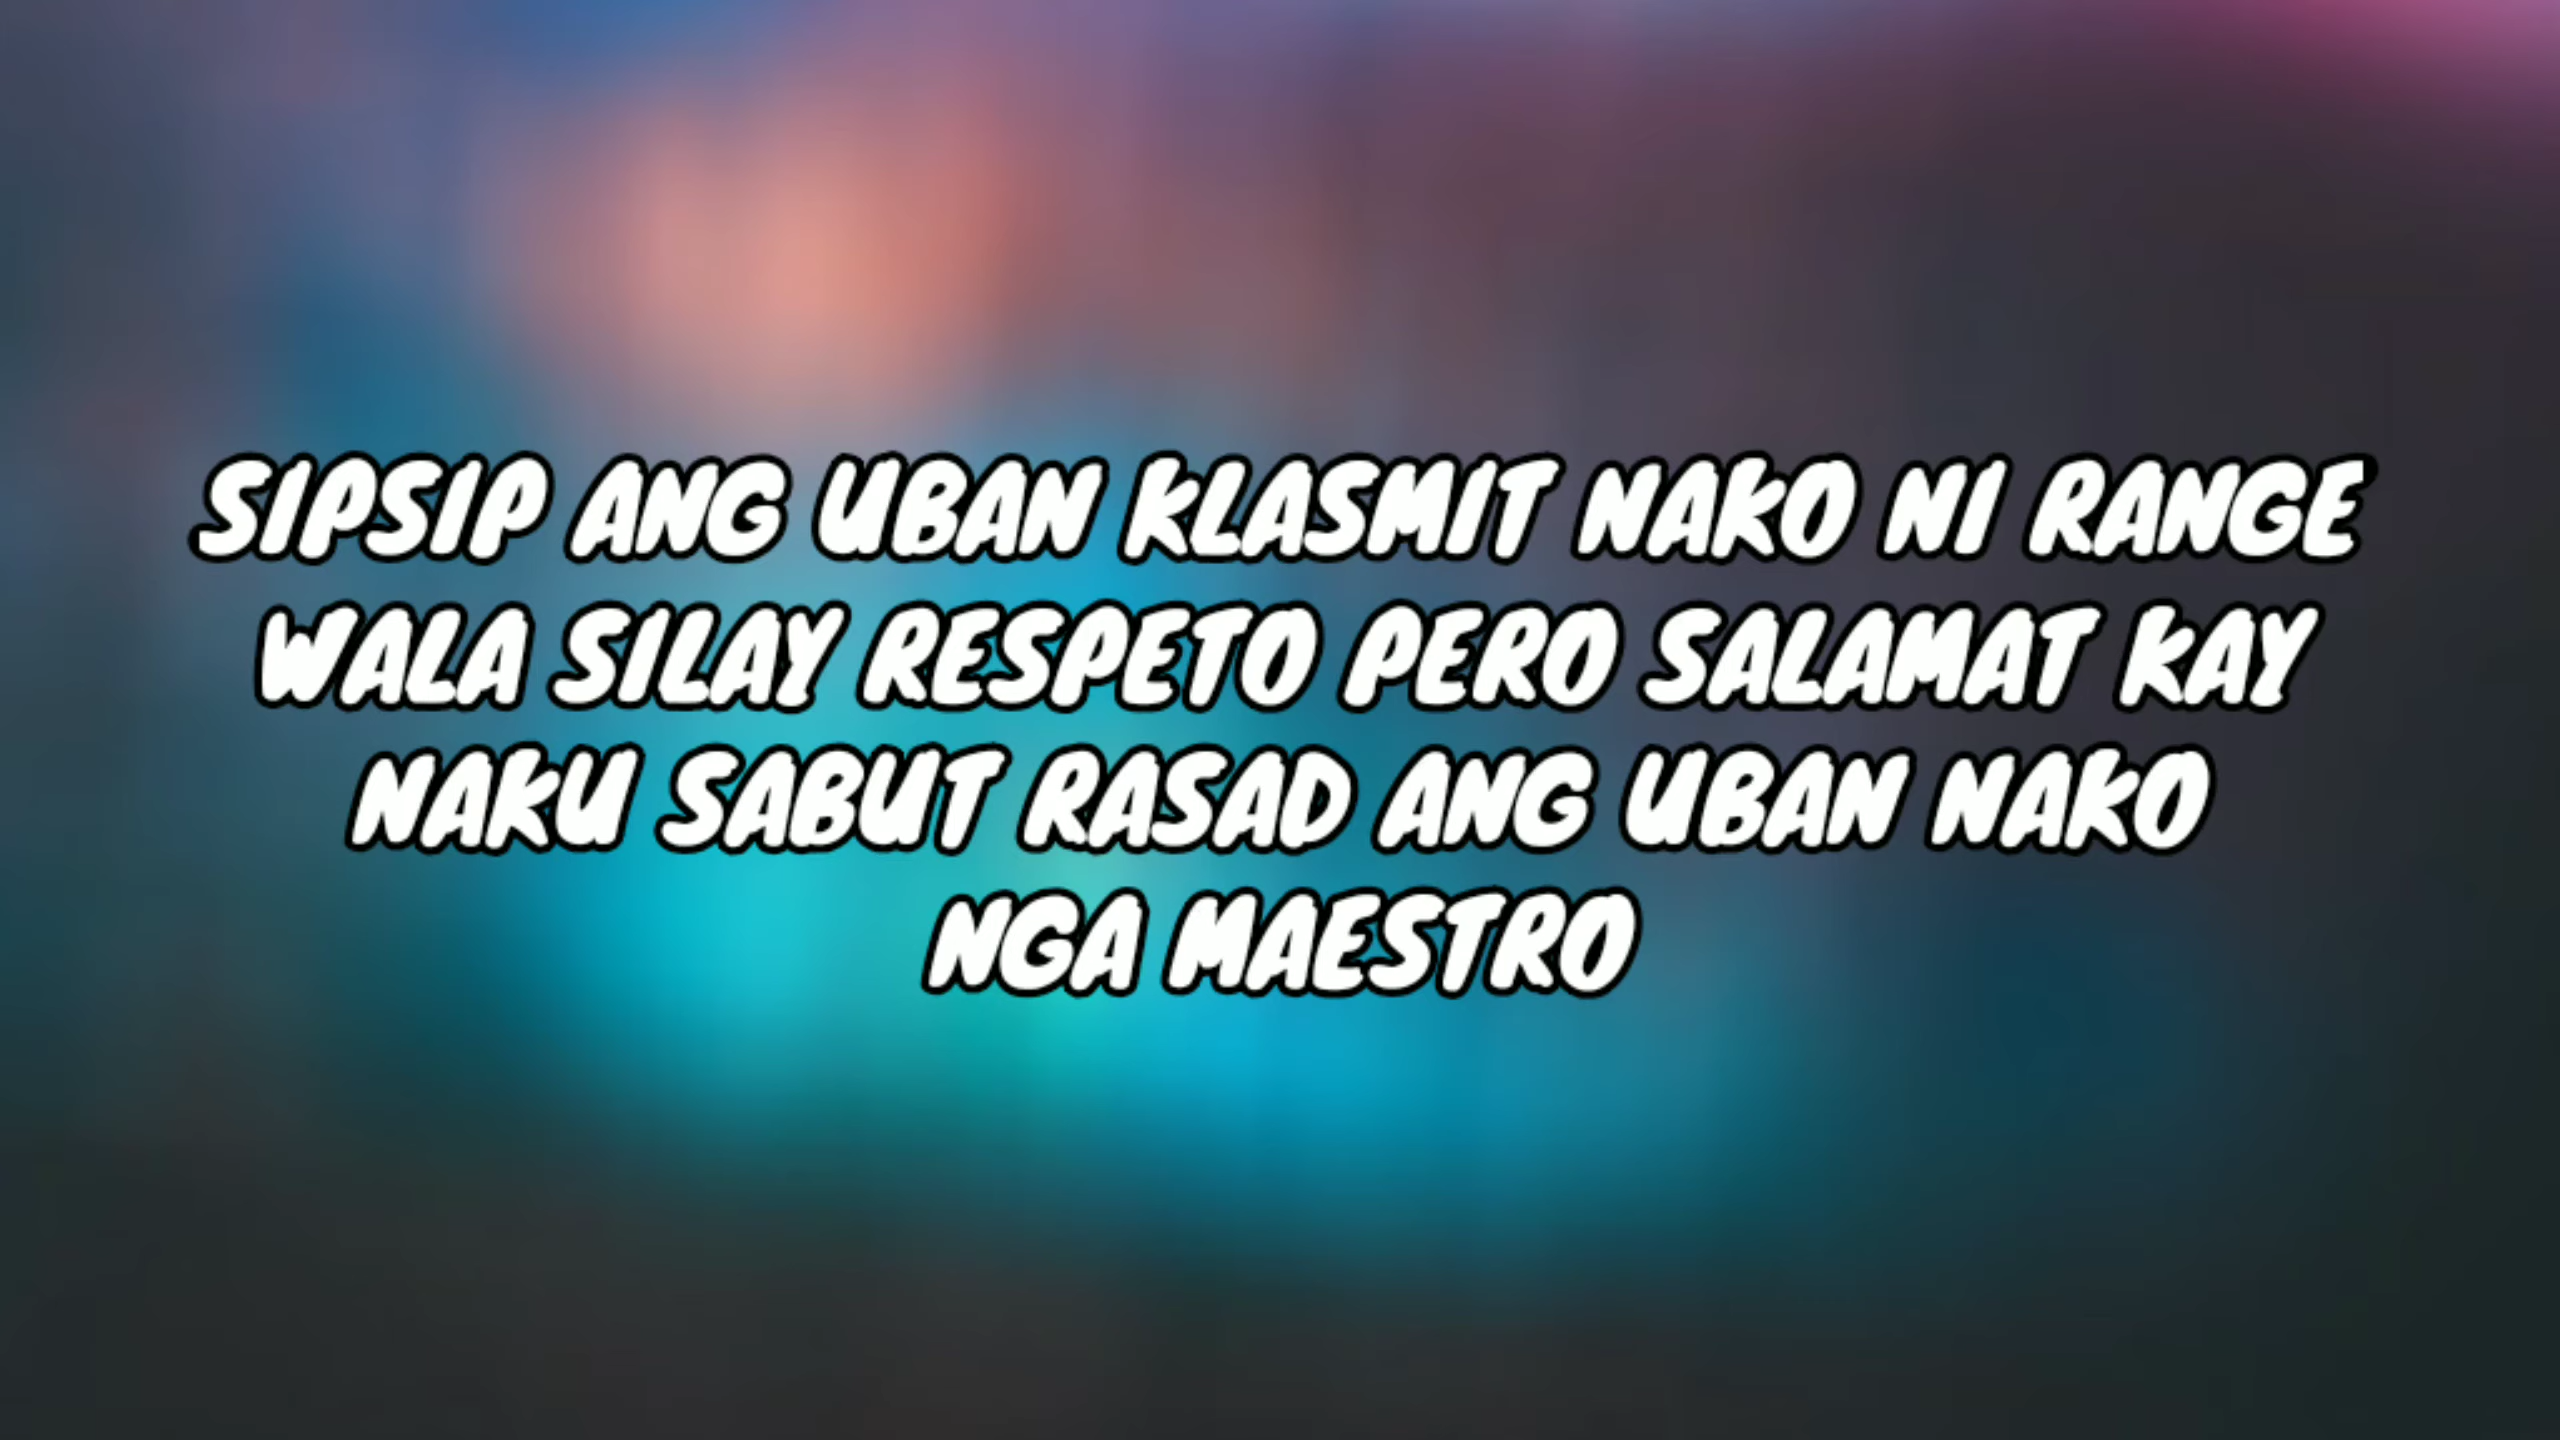 SIPSIP ANG UBAN KLASMIT NAKO NI RANGE
WALA SILAY RESPETO PERO SALAMAT KAY
NAKU SABUT RASAD ANG UBAN NAKO
NGA MAESTRO